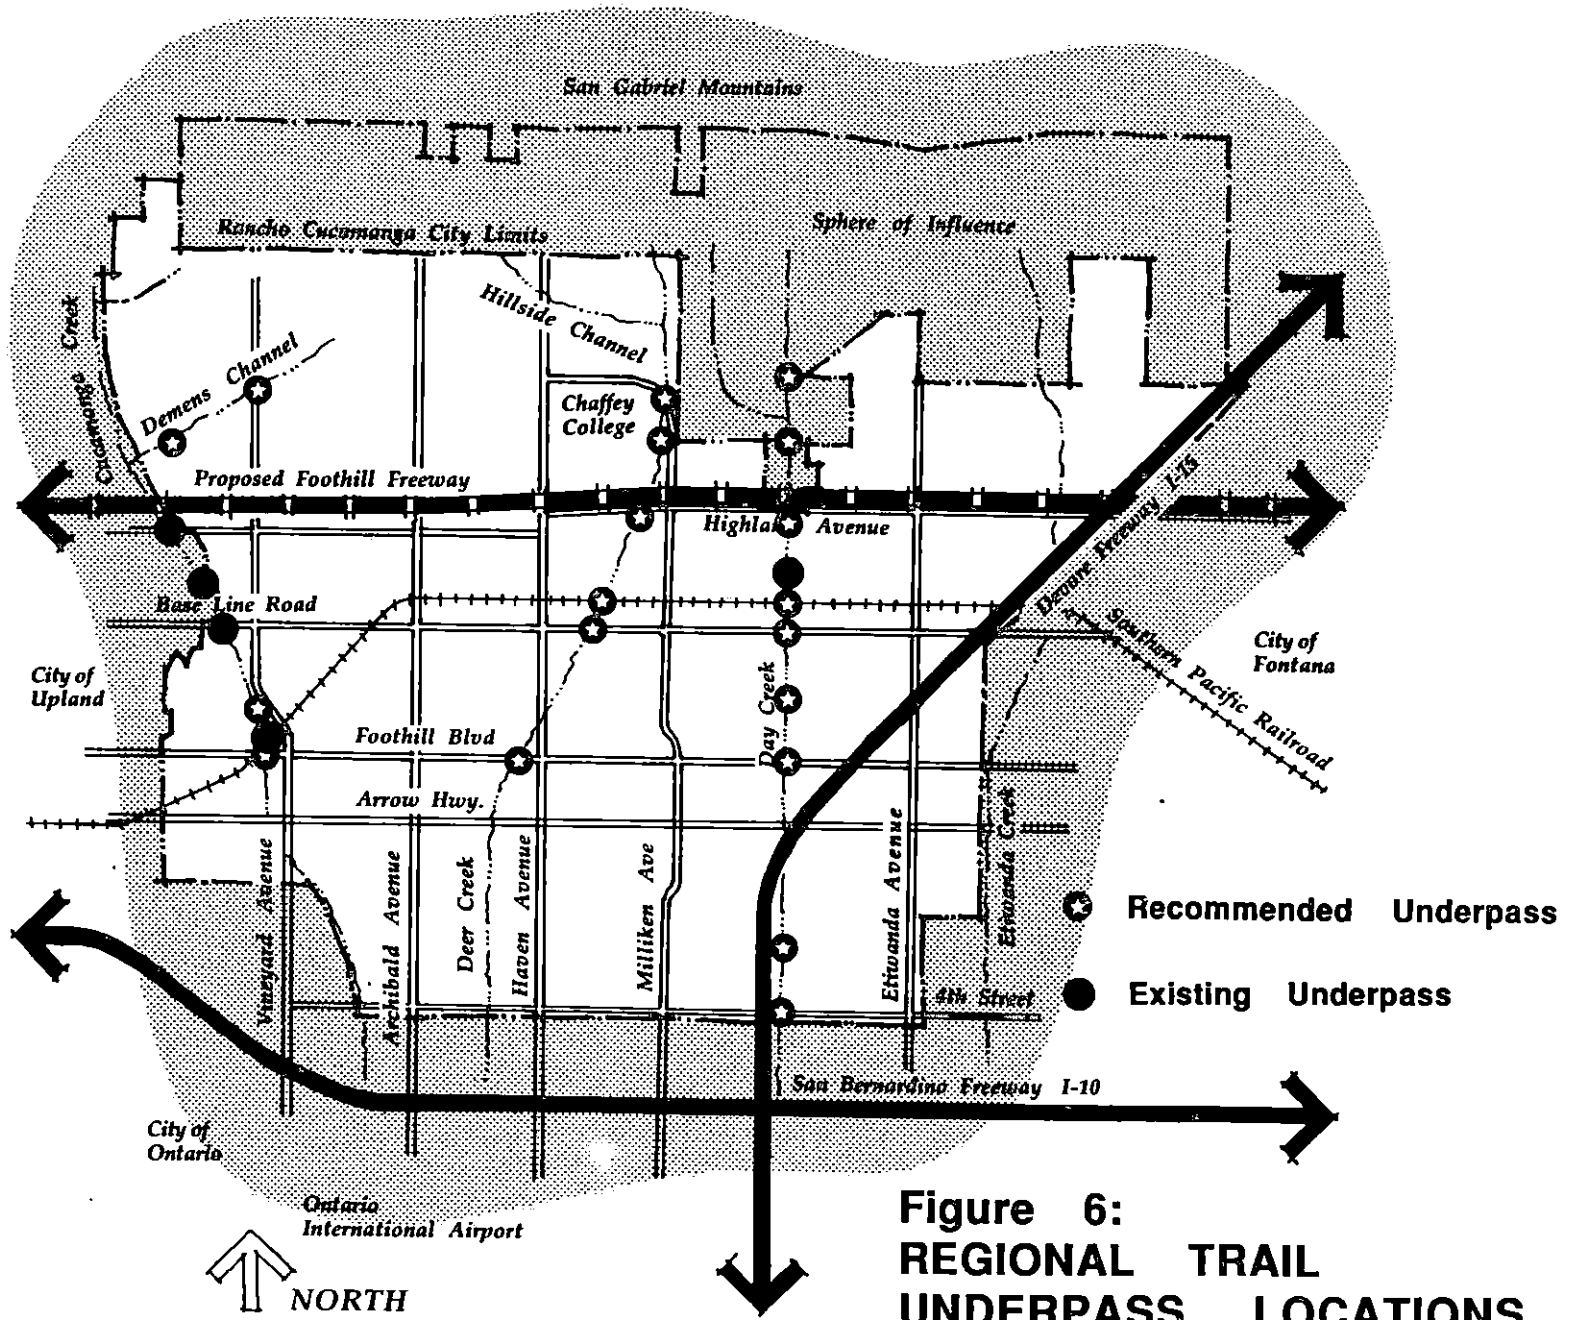 San Gabriel Mountains
Sphere of Influence
Rancho Cucamanga City Limits
Hillside Channel
Cucamanga Creek
Demens Channel
Chaffey
College
Proposed Foothill Freeway
Highland Avenue
Devore Freeway I-15
Base Line Road
Southern Pacific Railroad
City of
Fontana
City of
Upland
Day Creek
Foothill Blvd
Arrow Hwy.
Vineyard Avenue
Archibald Avenue
Deer Creek
Haven Avenue
Milliken Ave
Etiwanda Avenue
Etiwanda Creek
Recommended Underpass
Existing Underpass
4th Street
San Bernardino Freeway I-10
City of
Ontario
Ontario
International Airport
NORTH
Figure 6:
REGIONAL TRAIL
UNDERPASS LOCATIONS